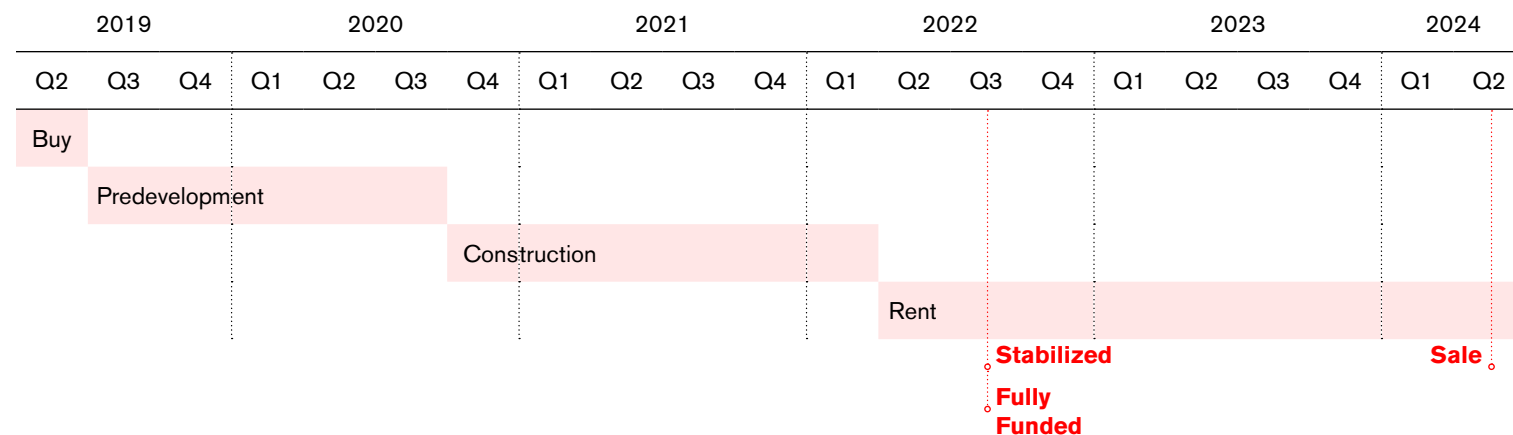 2019 2020 2021 2022 2023 2024
Q2 Q3 Q4 Q1 Q2 Q3 Q4 Q1 Q2 Q3 Q4 Q1 Q2 Q3 Q4 Q1 Q2 Q3 Q4 Q1 Q2
Buy
Predevelopment
Construction
Rent
Stabilized Sale
Fully
Funded